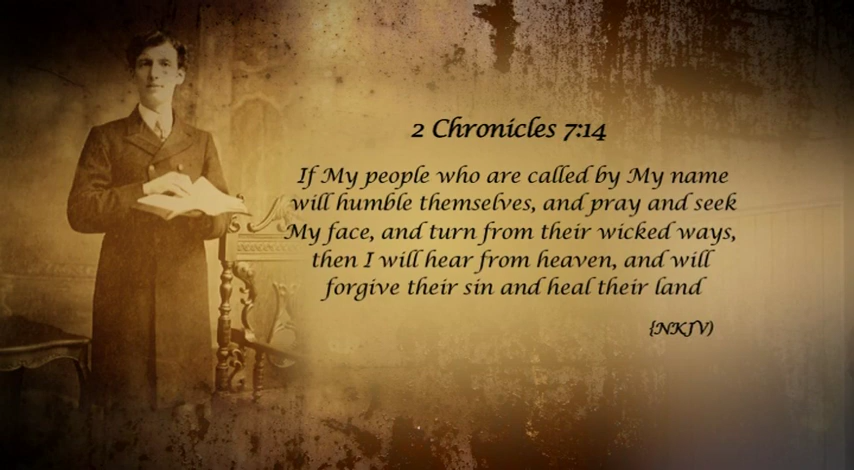 2 Chronicles 7:14
If My people who are called by My name
will humble themselves, and pray and seek
My face, and turn from their wicked ways,
then I will hear from heaven, and will
forgive their sin and heal their land
{NKJV)